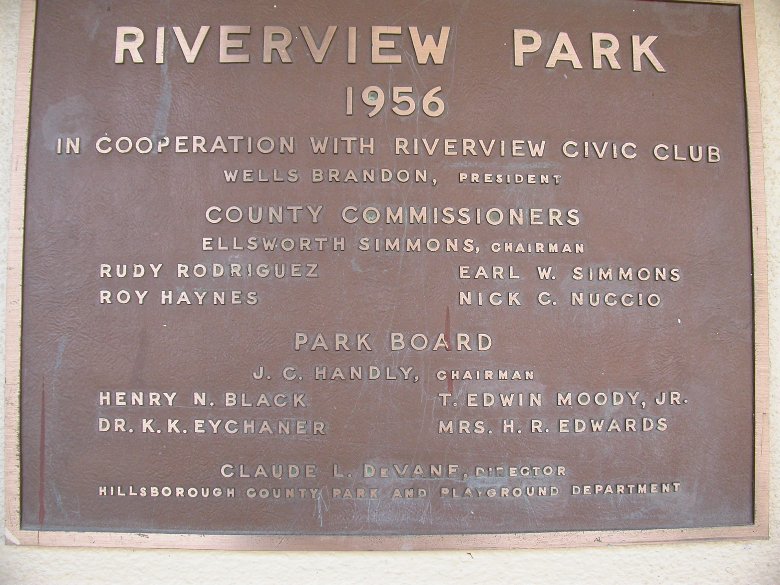 RIVERVIEW PARK
1956
IN COOPERATION WITH RIVERVIEW CIVIC CLUB
WELLS BRANDON, PRESIDENT
COUNTY COMMISSIONERS
ELLSWORTH SIMMONS, CHAIRMAN
RUDY RODRIGUEZ EARL W. SIMMONS
ROY HAYNES NICK C. NUCCIO
PARK BOARD
J. C. HANDLY, CHAIRMAN
HENRY N. BLACK T. EDWIN MOODY, JR.
DR. K. K. EYCHANER MRS. H. R. EDWARDS
CLAUDE L. DEVANE, DIRECTOR
HILLSBOROUGH COUNTY PARK AND PLAYGROUND DEPARTMENT